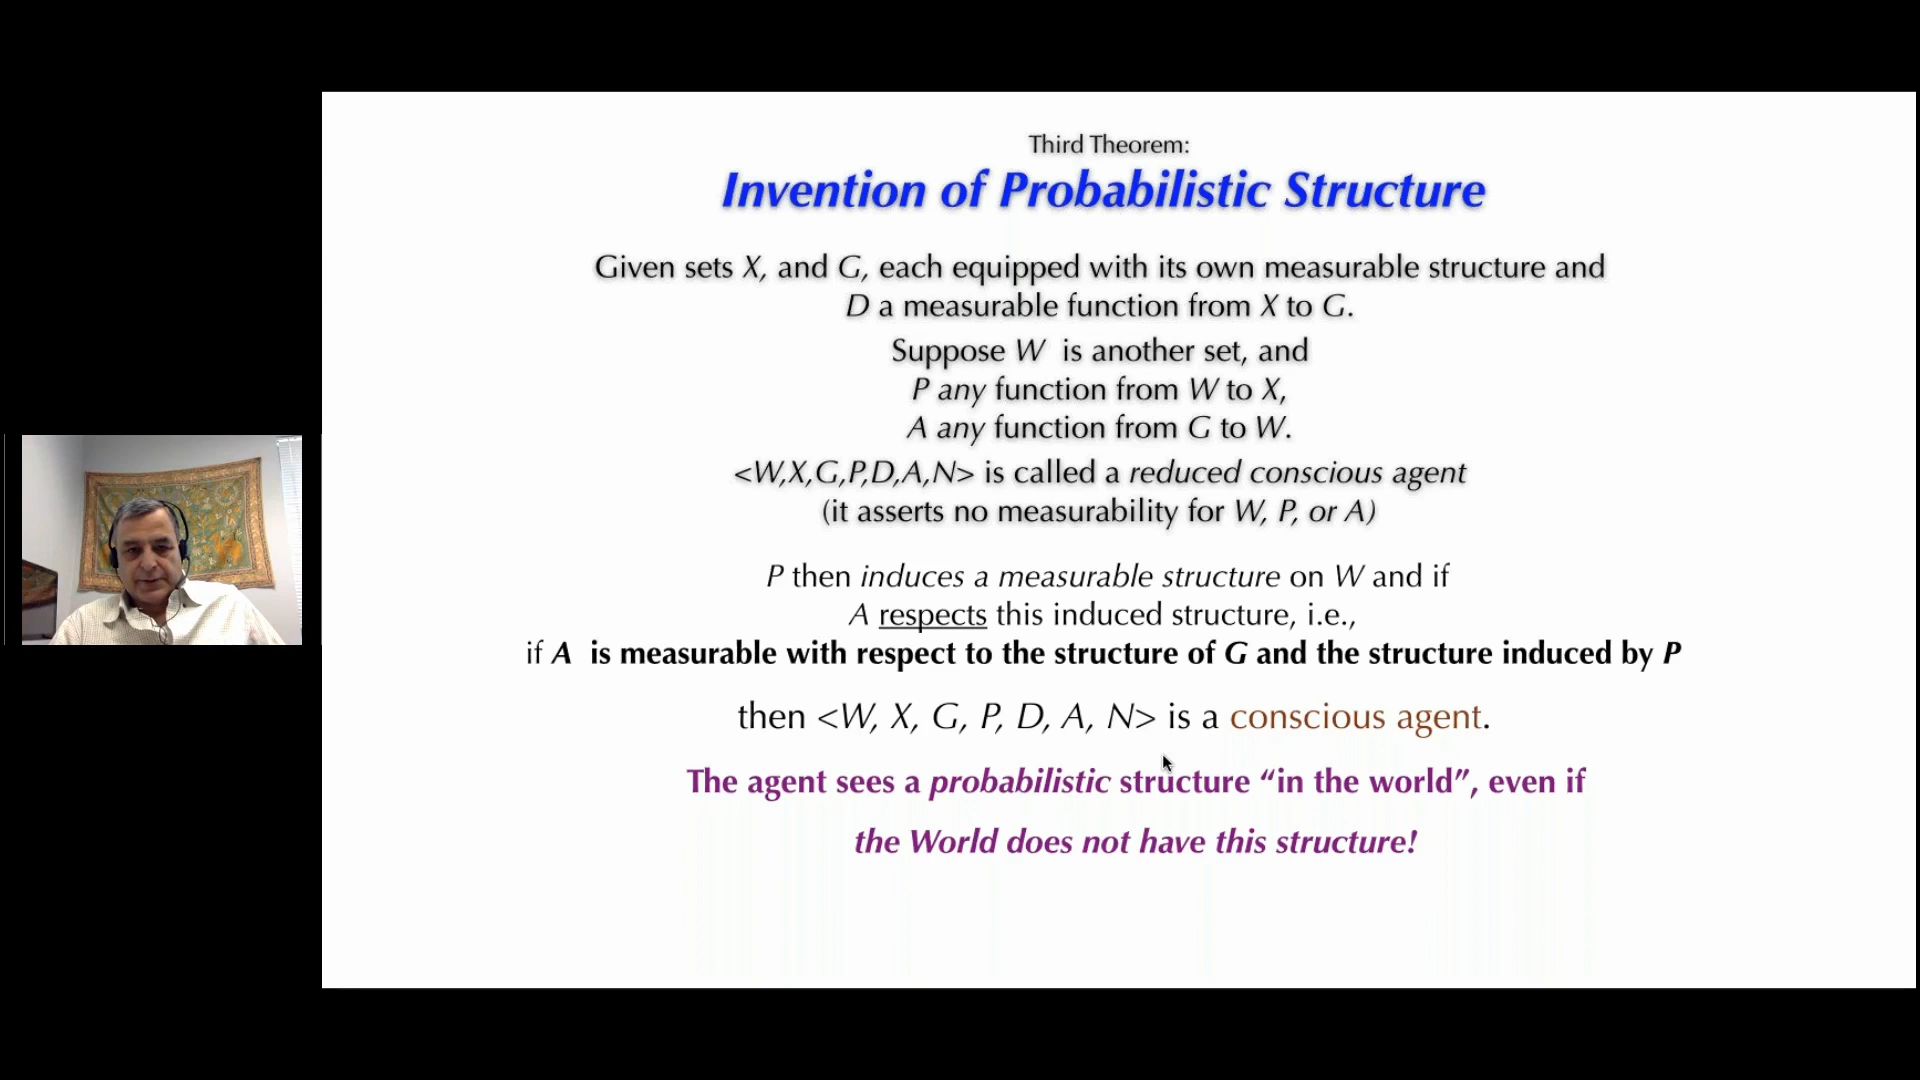 Third Theorem:
Invention of Probabilistic Structure
Given sets X, and G, each equipped with its own measurable structure and
D a measurable function from X to G.
Suppose W is another set, and
P any function from W to X,
A any function from G to W.
<W,X,G,P,D,A,N> is called a reduced conscious agent
(it asserts no measurability for W, P, or A)
P then induces a measurable structure on W and if
A respects this induced structure, i.e.,
if A is measurable with respect to the structure of G and the structure induced by P
then <W, X, G, P, D, A, N> is a conscious agent.
The agent sees a probabilistic structure “in the world”, even if
the World does not have this structure!